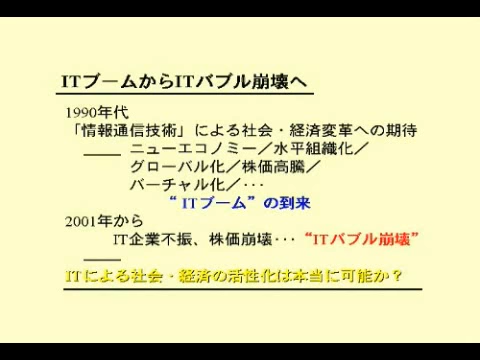 ITブームからITバブル崩壊へ
1990年代
「情報通信技術」による社会・経済変革への期待
ニューエコノミー／水平組織化／
グローバル化／株価高騰／
バーチャル化／･･･
“ITブーム”の到来
2001年から
IT企業不振、株価崩壊･･･“ITバブル崩壊”
ITによる社会・経済の活性化は本当に可能か？